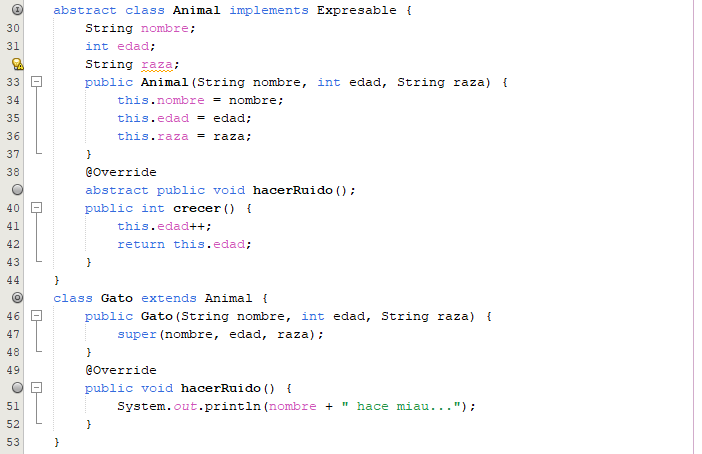 abstract class Animal implements Expresable {
30 String nombre;
31 int edad;
String raza;
33 public Animal(String nombre, int edad, String raza) {
34 this.nombre = nombre;
35 this.edad = edad;
36 this.raza = raza;
37 }
38 @Override
abstract public void hacerRuido();
40 public int crecer() {
41 this.edad++;
42 return this.edad;
43 }
44 }
class Gato extends Animal {
46 public Gato(String nombre, int edad, String raza) {
47 super(nombre, edad, raza);
48 }
49 @Override
public void hacerRuido() {
51 System.out.println(nombre + " hace miau...");
52 }
53 }